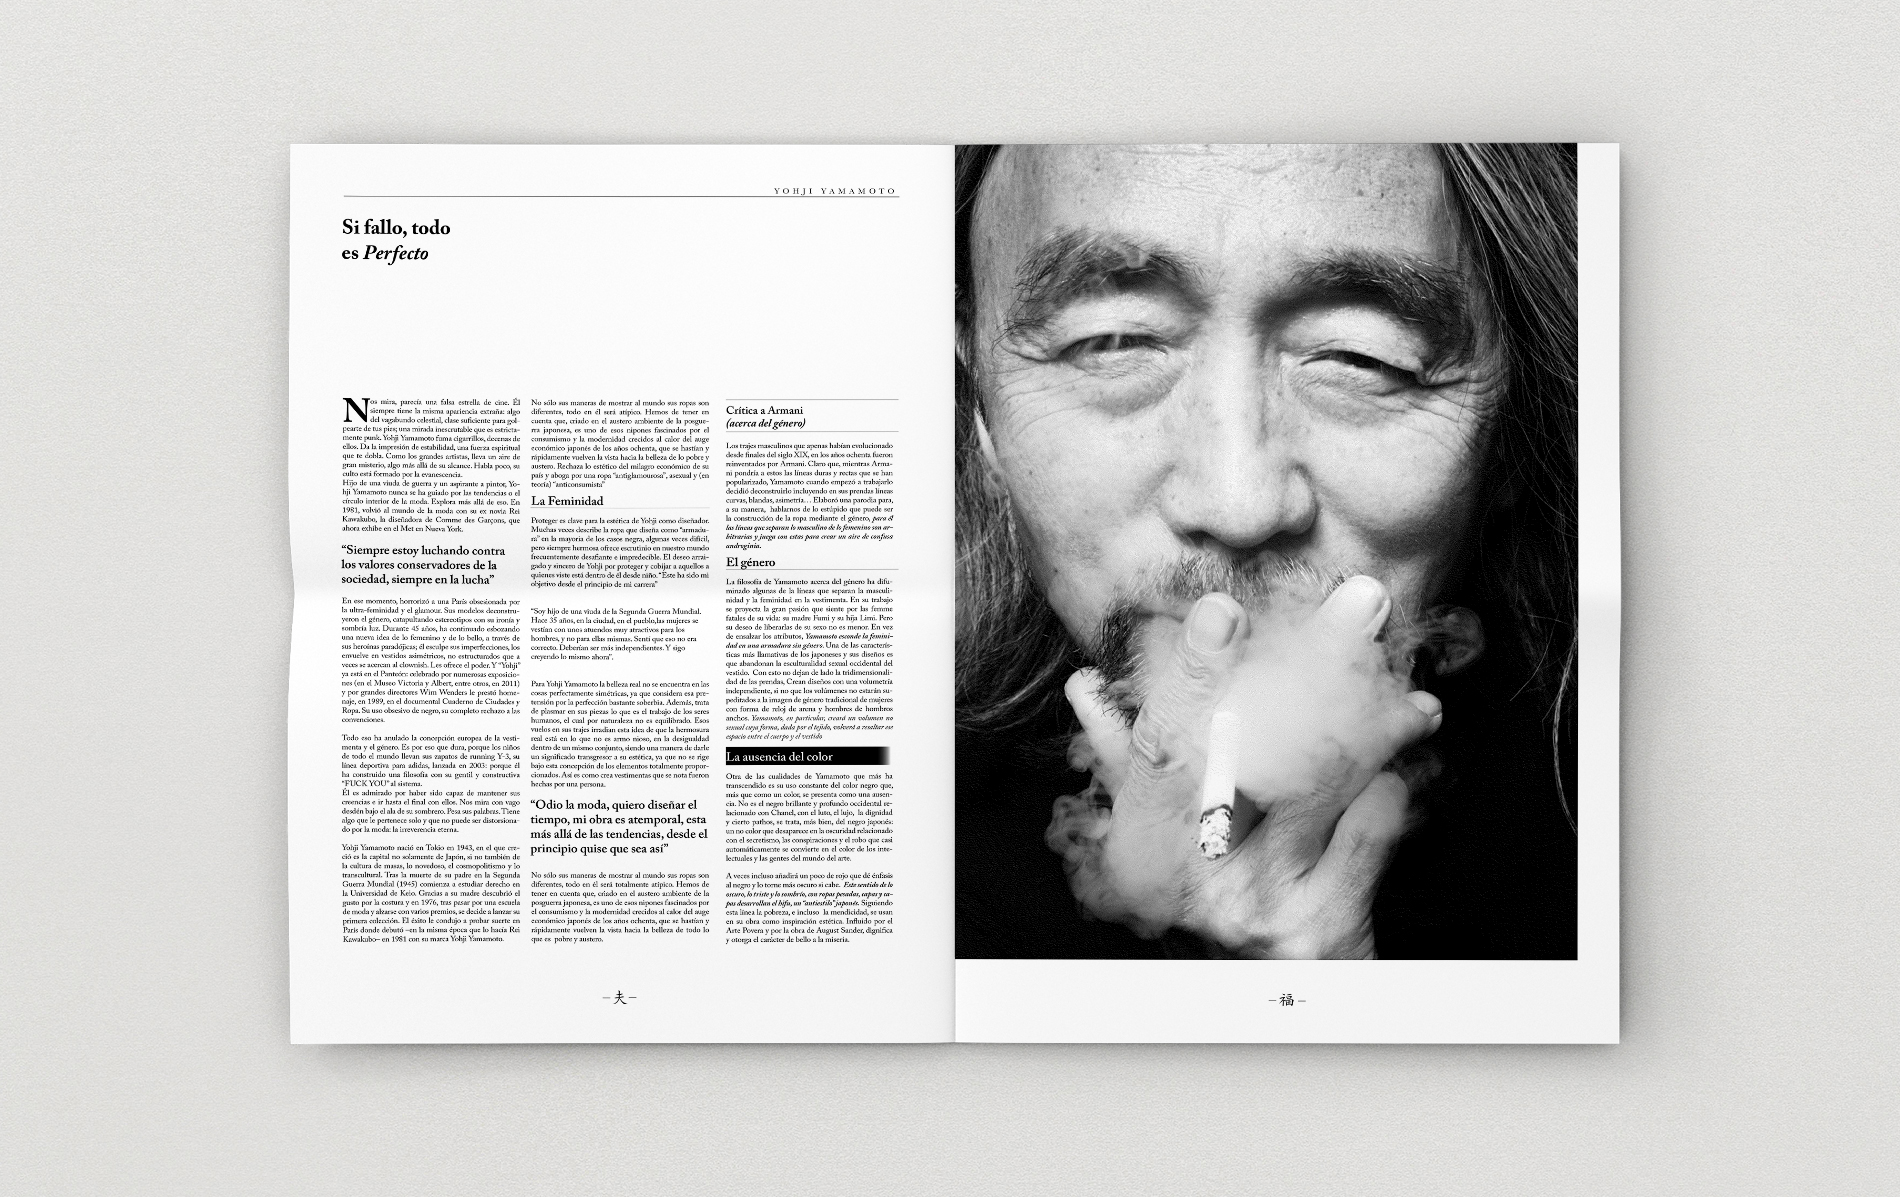 YOHJI YAMAMOTO
Si fallo, todo
es Perfecto
Nos mira, parecía una falsa estrella de cine. Él
siempre tiene la misma apariencia extraña: algo
del vagabundo celestial, clase suficiente para gol-
pearte de tus pies; una mirada inescrutable que es estricta-
mente punk. Yohji Yamamoto fuma cigarrillos, decenas de
ellos. Da la impresión de estabilidad, una fuerza espiritual
que te dobla. Como los grandes artistas, lleva un aire de
gran misterio, algo más allá de su alcance. Habla poco, su
culto está formado por la evanescencia.
Hijo de una viuda de guerra y un aspirante a pintor, Yo-
hji Yamamoto nunca se ha guiado por las tendencias o el
círculo interior de la moda. Explora más allá de eso. En
1981, volvió al mundo de la moda con su ex novia Rei
Kawakubo, la diseñadora de Comme des Garçons, que
ahora exhibe en el Met en Nueva York.
“Siempre estoy luchando contra
los valores conservadores de la
sociedad, siempre en la lucha”
En ese momento, horrorizó a una París obsesionada por
la ultra-feminidad y el glamour. Sus modelos deconstru-
yeron el género, catapultando estereotipos con su ironía y
sombría luz. Durante 45 años, ha continuado esbozando
una nueva idea de lo femenino y de lo bello, a través de
sus heroínas paradójicas; él esculpe sus imperfecciones, los
envuelve en vestidos asimétricos, no estructurados que a
veces se acercan al clownish. Les ofrece el poder. Y “Yohji”
ya está en el Panteón: celebrado por numerosas exposicio-
nes (en el Museo Victoria y Albert, entre otros, en 2011)
y por grandes directores Wim Wenders le prestó home-
naje, en 1989, en el documental Cuaderno de Ciudades y
Ropa. Su uso obsesivo de negro, su completo rechazo a las
convenciones.
Todo eso ha anulado la concepción europea de la vesti-
menta y el género. Es por eso que dura, porque los niños
de todo el mundo llevan sus zapatos de running Y-3, su
línea deportiva para adidas, lanzada en 2003: porque él
ha construido una filosofía con su gentil y constructiva
“FUCK YOU” al sistema.
Él es admirado por haber sido capaz de mantener sus
creencias e ir hasta el final con ellos. Nos mira con vago
desdén bajo el ala de su sombrero. Pesa sus palabras. Tiene
algo que le pertenece solo y que no puede ser distorsiona-
do por la moda: la irreverencia eterna.
Yohji Yamamoto nació en Tokio en 1943, en el que cre-
ció es la capital no solamente de Japón, si no también de
la cultura de masas, lo novedoso, el cosmopolitismo y lo
transcultural. Tras la muerte de su padre en la Segunda
Guerra Mundial (1945) comienza a estudiar derecho en
la Universidad de Keio. Gracias a su madre descubrió el
gusto por la costura y en 1976, tras pasar por una escuela
de moda y alzarse con varios premios, se decide a lanzar su
primera colección. El éxito le condujo a probar suerte en
París donde debutó –en la misma época que lo hacía Rei
Kawakubo– en 1981 con su marca Yohji Yamamoto.
No sólo sus maneras de mostrar al mundo sus ropas son
diferentes, todo en él será atípico. Hemos de tener en
cuenta que, criado en el austero ambiente de la posgue-
rra japonesa, es uno de esos nipones fascinados por el
consumismo y la modernidad crecidos al calor del auge
económico japonés de los años ochenta, que se hastían y
rápidamente vuelven la vista hacia la belleza de lo pobre y
austero. Rechaza lo estético del milagro económico de su
país y aboga por una ropa “antiglamourosa”, asexual y (en
teoría) “anticonsumista”
La Feminidad
Proteger es clave para la estética de Yohji como diseñador.
Muchas veces describe la ropa que diseña como “armadu-
ra” en la mayoría de los casos negra, algunas veces difícil,
pero siempre hermosa ofrece escrutinio en nuestro mundo
frecuentemente desafiante e impredecible. El deseo arrai-
gado y sincero de Yohji por proteger y cobijar a aquellos a
quienes viste está dentro de él desde niño. “Éste ha sido mi
objetivo desde el principio de mi carrera”
“Soy hijo de una viuda de la Segunda Guerra Mundial.
Hace 35 años, en la ciudad, en el pueblo,las mujeres se
vestían con unos atuendos muy atractivos para los
hombres, y no para ellas mismas. Sentí que eso no era
correcto. Deberían ser más independientes. Y sigo
creyendo lo mismo ahora”.
Para Yohji Yamamoto la belleza real no se encuentra en las
cosas perfectamente simétricas, ya que considera esa pre-
tensión por la perfección bastante soberbia. Además, trata
de plasmar en sus piezas lo que es el trabajo de los seres
humanos, el cual por naturaleza no es equilibrado. Esos
vuelos en sus trajes irradian esta idea de que la hermosura
real está en lo que no es armo nioso, en la desigualdad
dentro de un mismo conjunto, siendo una manera de darle
un significado transgresor a su estética, ya que no se rige
bajo esta concepción de los elementos totalmente propor-
cionados. Así es como crea vestimentas que se nota fueron
hechas por una persona.
“Odio la moda, quiero diseñar el
tiempo, mi obra es atemporal, esta
más allá de las tendencias, desde el
principio quise que sea así”
No sólo sus maneras de mostrar al mundo sus ropas son
diferentes, todo en él será totalmente atípico. Hemos de
tener en cuenta que, criado en el austero ambiente de la
posguerra japonesa, es uno de esos nipones fascinados por
el consumismo y la modernidad crecidos al calor del auge
económico japonés de los años ochenta, que se hastían y
rápidamente vuelven la vista hacia la belleza de todo lo
que es pobre y austero.
Crítica a Armani
(acerca del género)
Los trajes masculinos que apenas habían evolucionado
desde finales del siglo XIX, en los años ochenta fueron
reinventados por Armani. Claro que, mientras Arma-
ni pondría a estos las líneas duras y rectas que se han
popularizado, Yamamoto cuando empezó a trabajarlo
decidió deconstruirlo incluyendo en sus prendas líneas
curvas, blandas, asimetría… Elaboró una parodia para,
a su manera, hablarnos de lo estúpido que puede ser
la construcción de la ropa mediante el género, para él
las líneas que separan lo masculino de lo femenino son ar-
bitrarias y juega con estas para crear un aire de confusa
androginia.
El género
La filosofía de Yamamoto acerca del género ha difu-
minado algunas de las líneas que separan la masculi-
nidad y la feminidad en la vestimenta. En su trabajo
se proyecta la gran pasión que siente por las femme
fatales de su vida: su madre Fumi y su hija Limi. Pero
su deseo de liberarlas de su sexo no es menor. En vez
de ensalzar los atributos, Yamamoto esconde la femini-
dad en una armadura sin género. Una de las caracterís-
ticas más llamativas de los japoneses y sus diseños es
que abandonan la esculturalidad sexual occidental del
vestido. Con esto no dejan de lado la tridimensionali-
dad de las prendas, Crean diseños con una volumetría
independiente, si no que los volúmenes no estarán su-
peditados a la imagen de género tradicional de mujeres
con forma de reloj de arena y hombres de hombros
anchos. Yamamoto, en particular, creará un volumen no
sexual cuya forma, dada por el tejido, volverá a resaltar ese
espacio entre el cuerpo y el vestido
La ausencia del color
Otra de las cualidades de Yamamoto que más ha
transcendido es su uso constante del color negro que,
más que como un color, se presenta como una ausen-
cia. No es el negro brillante y profundo occidental re-
lacionado con Chanel, con el luto, el lujo, la dignidad
y cierto pathos, se trata, más bien, del negro japonés:
un no color que desaparece en la oscuridad relacionado
con el secretismo, las conspiraciones y el robo que casi
automáticamente se convierte en el color de los inte-
lectuales y las gentes del mundo del arte.
A veces incluso añadirá un poco de rojo que dé énfasis
al negro y lo torne más oscuro si cabe. Este sentido de lo
oscuro, lo triste y lo sombrío, con ropas pesadas, capas y ca-
pas desarrollan el hifu, un “antiestilo” japonés. Siguiendo
esta línea la pobreza, e incluso la mendicidad, se usan
en su obra como inspiración estética. Influido por el
Arte Povera y por la obra de August Sander, dignifica
y otorga el carácter de bello a la miseria.
– 夫 –
– 福 –